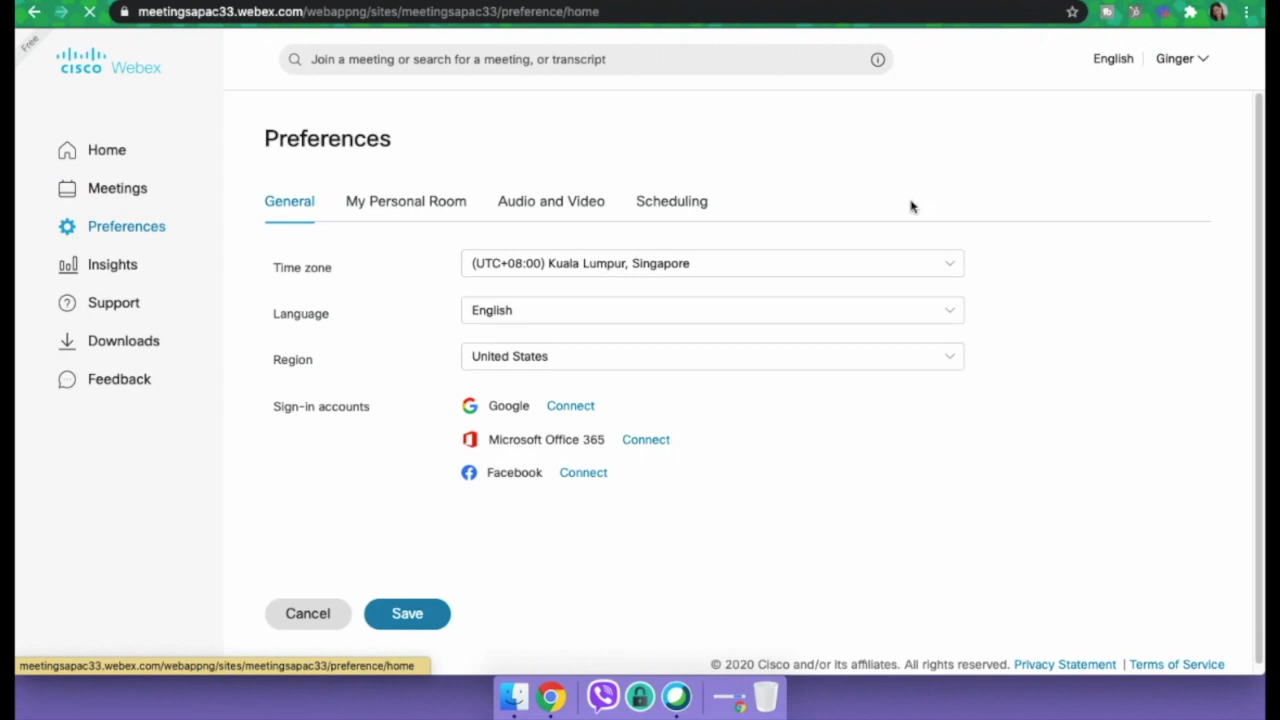 meetingsapac33.webex.com/webappng/sites/meetingsapac33/preference/home
Free
CISCO Webex
Join a meeting or search for a meeting, or transcript
English
Ginger
Home
Meetings
Preferences
Insights
Support
Downloads
Feedback
Preferences
General My Personal Room Audio and Video Scheduling
Time zone (UTC+08:00) Kuala Lumpur, Singapore
Language English
Region United States
Sign-in accounts Google Connect
Microsoft Office 365 Connect
Facebook Connect
Cancel Save
meetingsapac33.webex.com/webappng/sites/meetingsapac33/preference/home
© 2020 Cisco and/or its affiliates. All rights reserved. Privacy Statement | Terms of Service